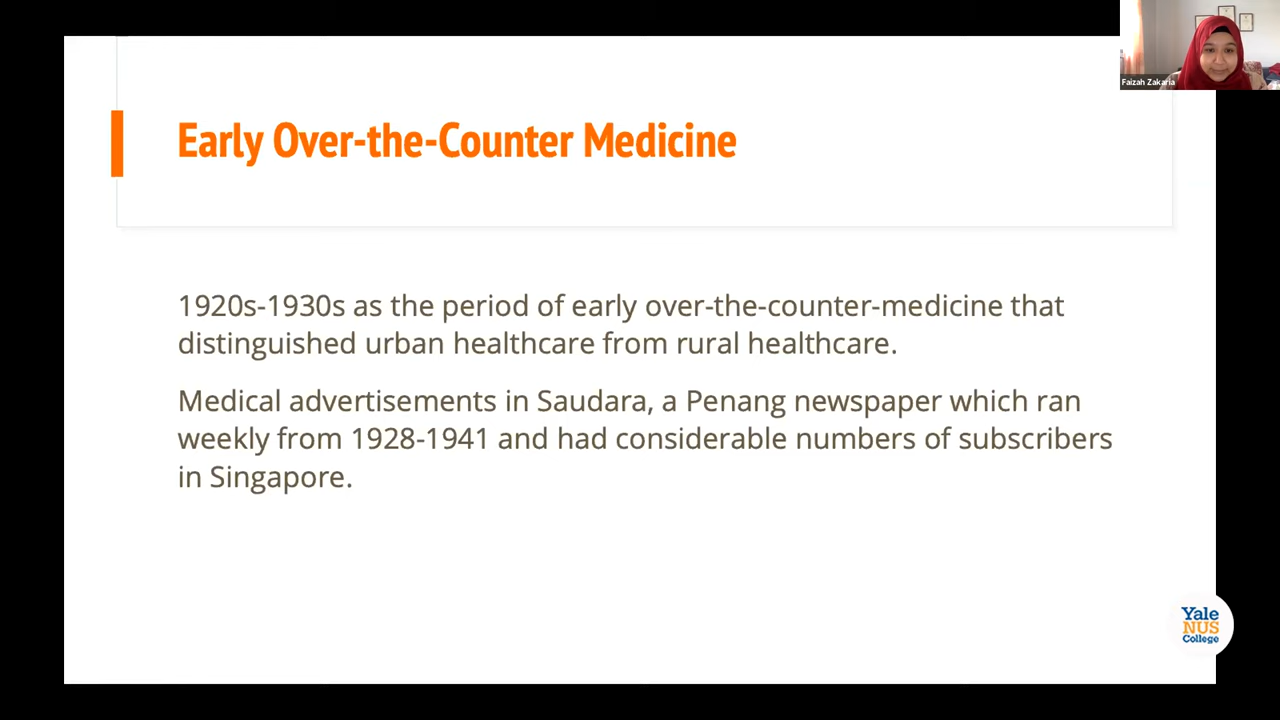 Faizah Zakaria
Early Over-the-Counter Medicine
1920s-1930s as the period of early over-the-counter-medicine that
distinguished urban healthcare from rural healthcare.
Medical advertisements in Saudara, a Penang newspaper which ran
weekly from 1928-1941 and had considerable numbers of subscribers
in Singapore.
Yale
NUS
College